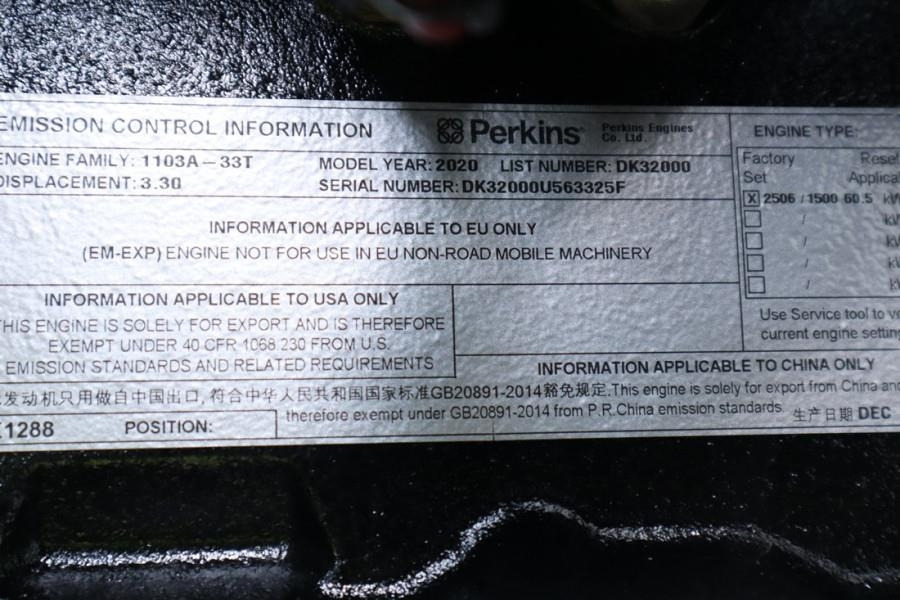 EMISSION CONTROL INFORMATION
Perkins
Perkins Engines
Co. Ltd.
ENGINE TYPE:
ENGINE FAMILY: 1103A-33T
MODEL YEAR: 2020 LIST NUMBER: DK32000
DISPLACEMENT: 3.30
SERIAL NUMBER: DK32000U563325F
Factory
Set
X 2506 / 1500 60.5
/
/
/
/
INFORMATION APPLICABLE TO EU ONLY
(EM-EXP) ENGINE NOT FOR USE IN EU NON-ROAD MOBILE MACHINERY
INFORMATION APPLICABLE TO USA ONLY
THIS ENGINE IS SOLELY FOR EXPORT AND IS THEREFORE
EXEMPT UNDER 40 CFR 1068 230 FROM U.S.
EMISSION STANDARDS AND RELATED REQUIREMENTS
Use Service tool to
current engine
INFORMATION APPLICABLE TO CHINA ONLY
发动机只用做自中国出口, 符合中华人民共和国国家标准GB20891-2014豁免规定.This engine is solely for export from China and
therefore exempt under GB20891-2014 from P.R.China emission standards 生产日期 DEC
1288
POSITION: